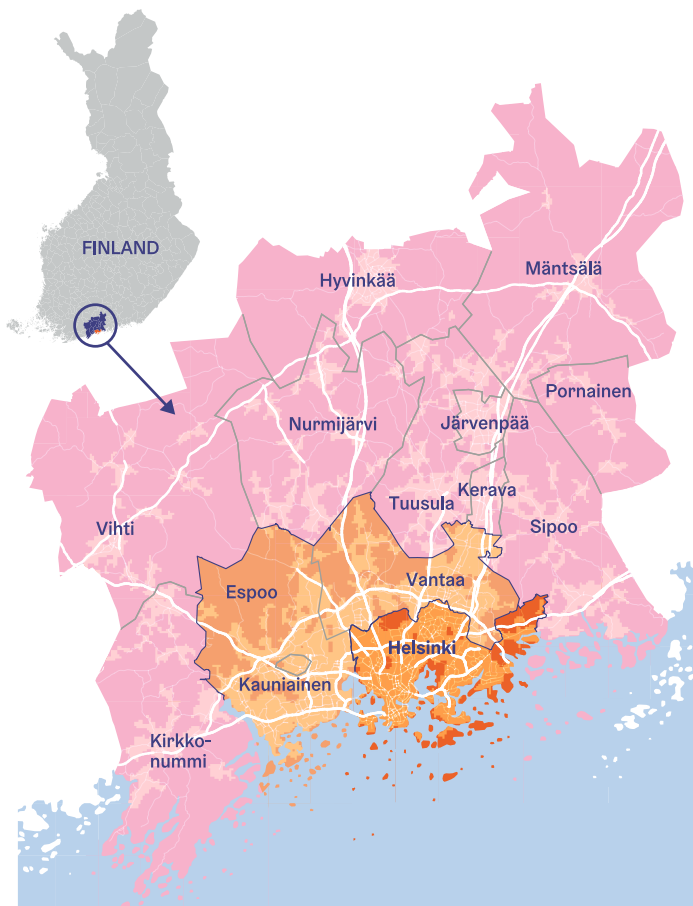 FINLAND
Hyvinkää
Mäntsälä
Pornainen
Nurmijärvi
Järvenpää
Kerava
Tuusula
Vihti
Sipoo
Espoo
Vantaa
Helsinki
Kauniainen
Kirkko-
nummi